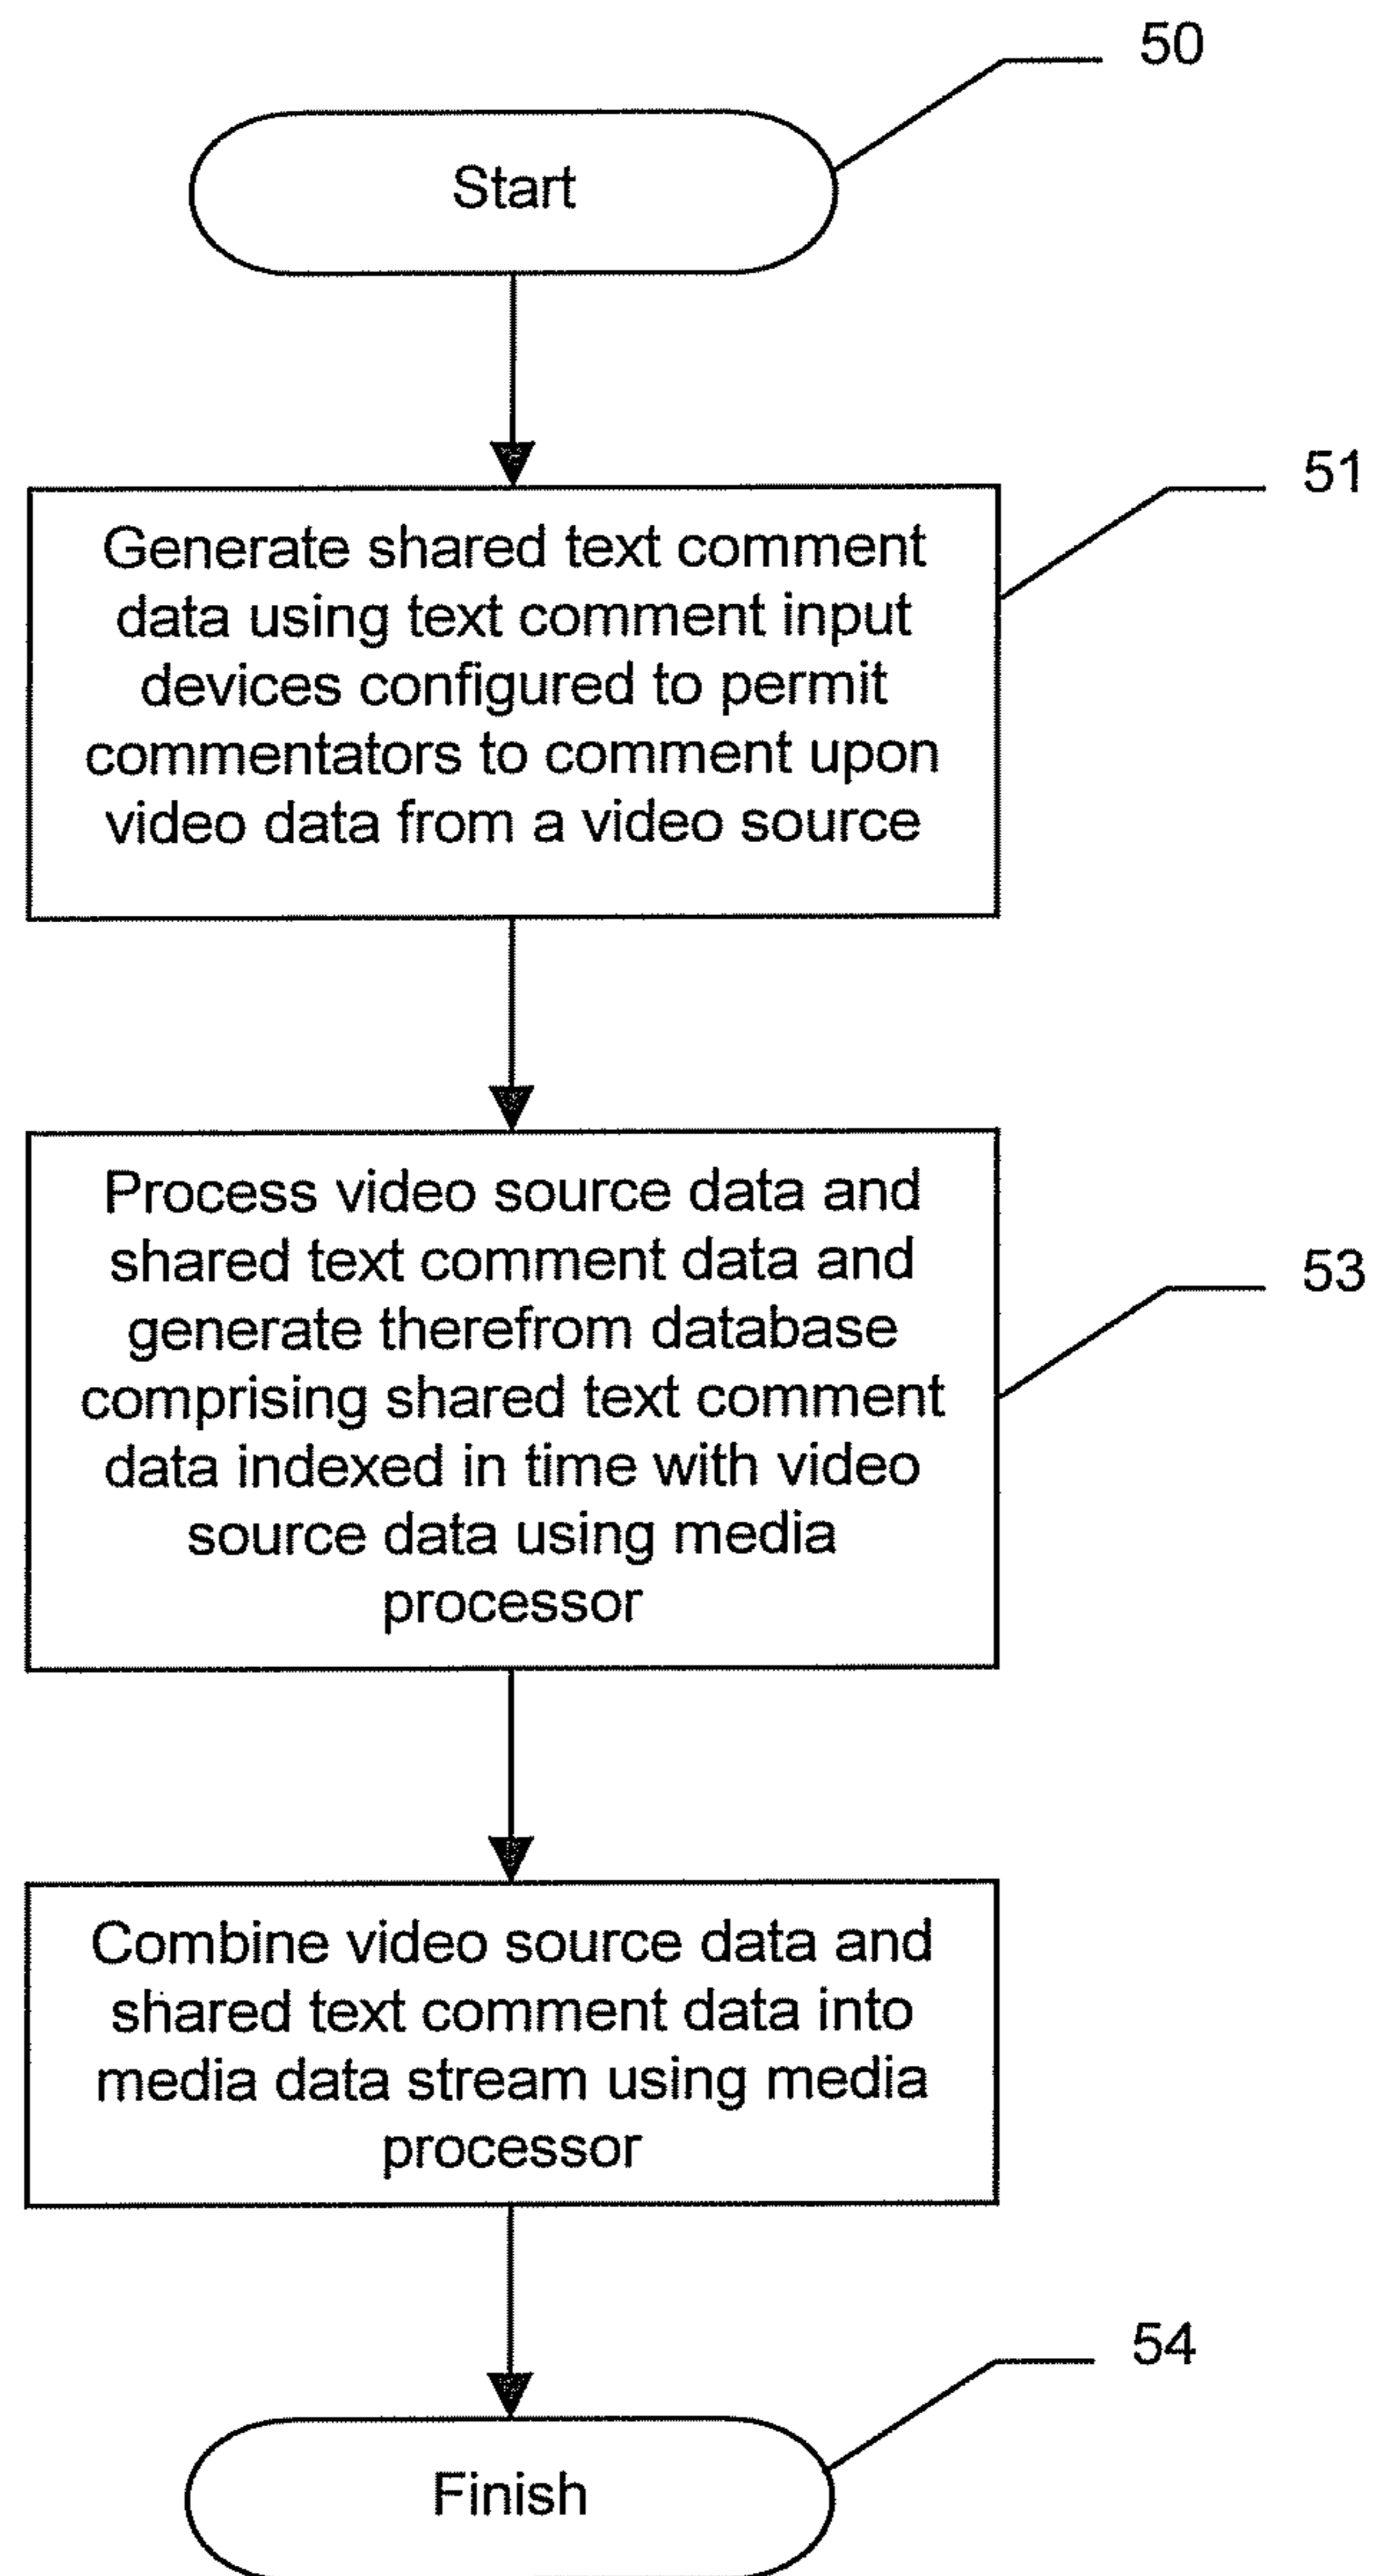 50
Start
51
Generate shared text comment
data using text comment input
devices configured to permit
commentators to comment upon
video data from a video source
53
Process video source data and
shared text comment data and
generate therefrom database
comprising shared text comment
data indexed in time with video
source data using media
processor
Combine video source data and
shared text comment data into
media data stream using media
processor
54
Finish